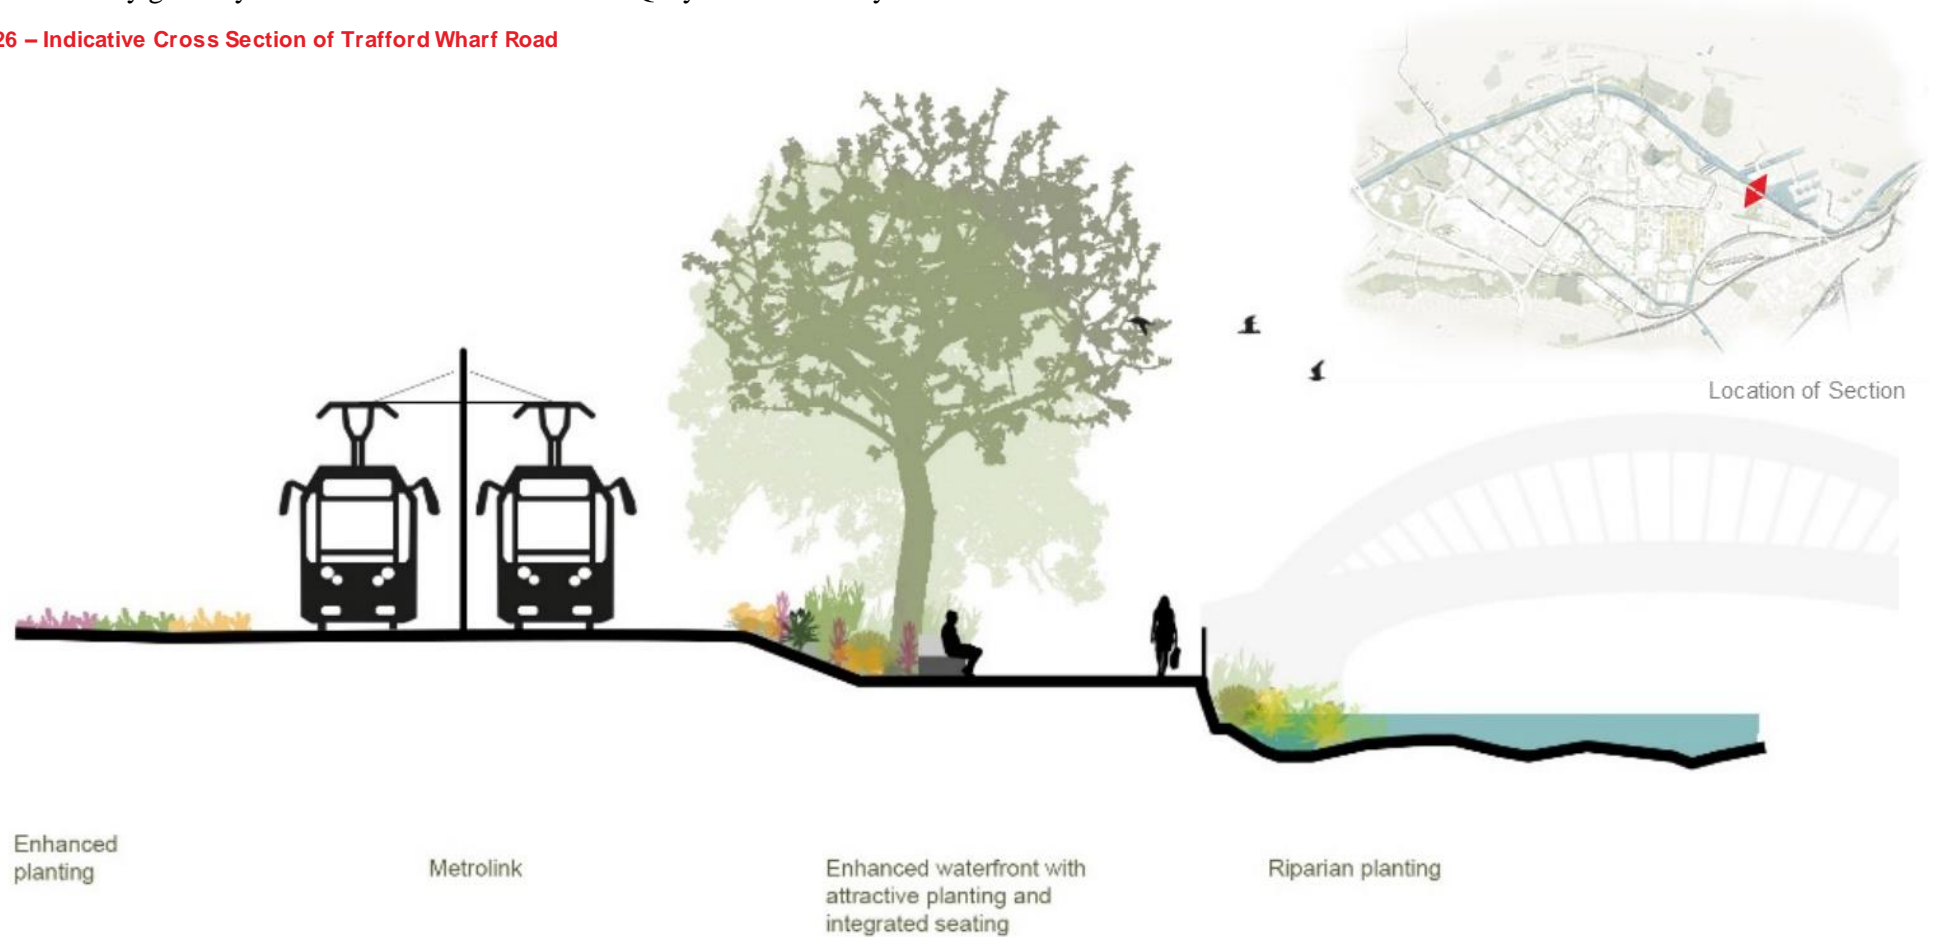 26 – Indicative Cross Section of Trafford Wharf Road
Location of Section
Enhanced
planting
Metrolink
Enhanced waterfront with
attractive planting and
integrated seating
Riparian planting